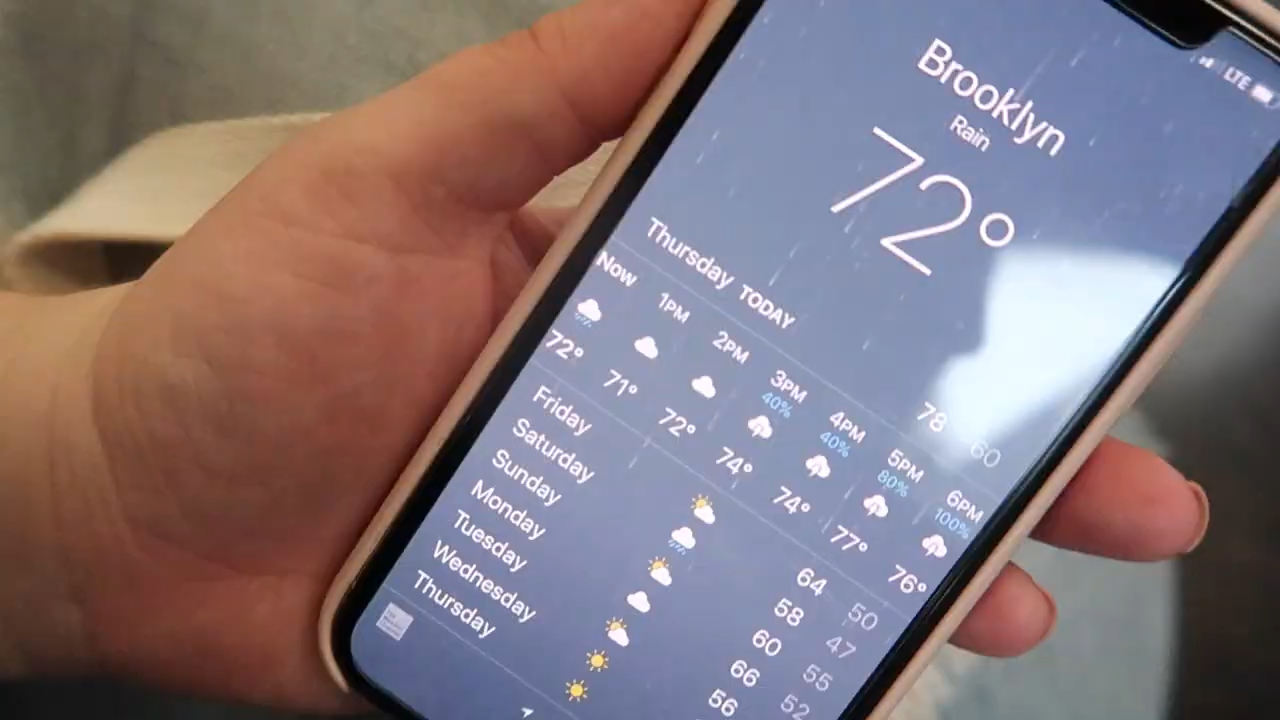 LTE
Brooklyn
Rain
72°
Thursday TODAY 78 60
Now 1PM 2PM 3PM 4PM 5PM 6PM
40% 40% 80% 100%
72° 71° 72° 74° 74° 77° 76°
Friday 64 50
Saturday 58 47
Sunday 60 55
Monday 66 52
Tuesday 56
Wednesday
Thursday